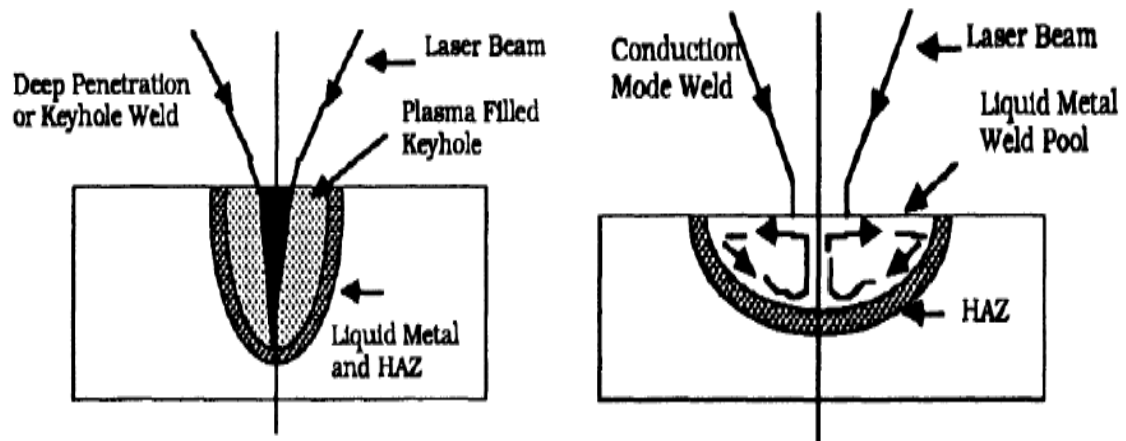 Laser Beam
Deep Penetration
or Keyhole Weld
Plasma Filled
Keyhole
Liquid Metal
and HAZ
Conduction
Mode Weld
Laser Beam
Liquid Metal
Weld Pool
HAZ